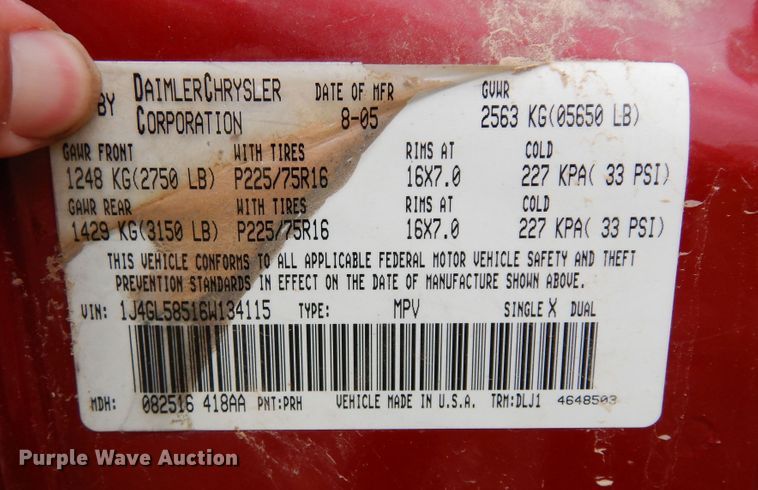 BY DAIMLERCHRYSLER CORPORATION DATE OF MFR 8-05 GVWR 2563 KG(05650 LB)
GAWR FRONT WITH TIRES RIMS AT COLD
1248 KG(2750 LB) P225/75R16 16X7.0 227 KPA( 33 PSI)
GAWR REAR WITH TIRES RIMS AT COLD
1429 KG(3150 LB) P225/75R16 16X7.0 227 KPA( 33 PSI)
THIS VEHICLE CONFORMS TO ALL APPLICABLE FEDERAL MOTOR VEHICLE SAFETY AND THEFT
PREVENTION STANDARDS IN EFFECT ON THE DATE OF MANUFACTURE SHOWN ABOVE.
VIN: 1J4GL58516W134115 TYPE: MPV SINGLE X DUAL
MDH: 082516 418AA PNT:PRH VEHICLE MADE IN U.S.A. TRM:DLJ1 4648503
Purple Wave Auction